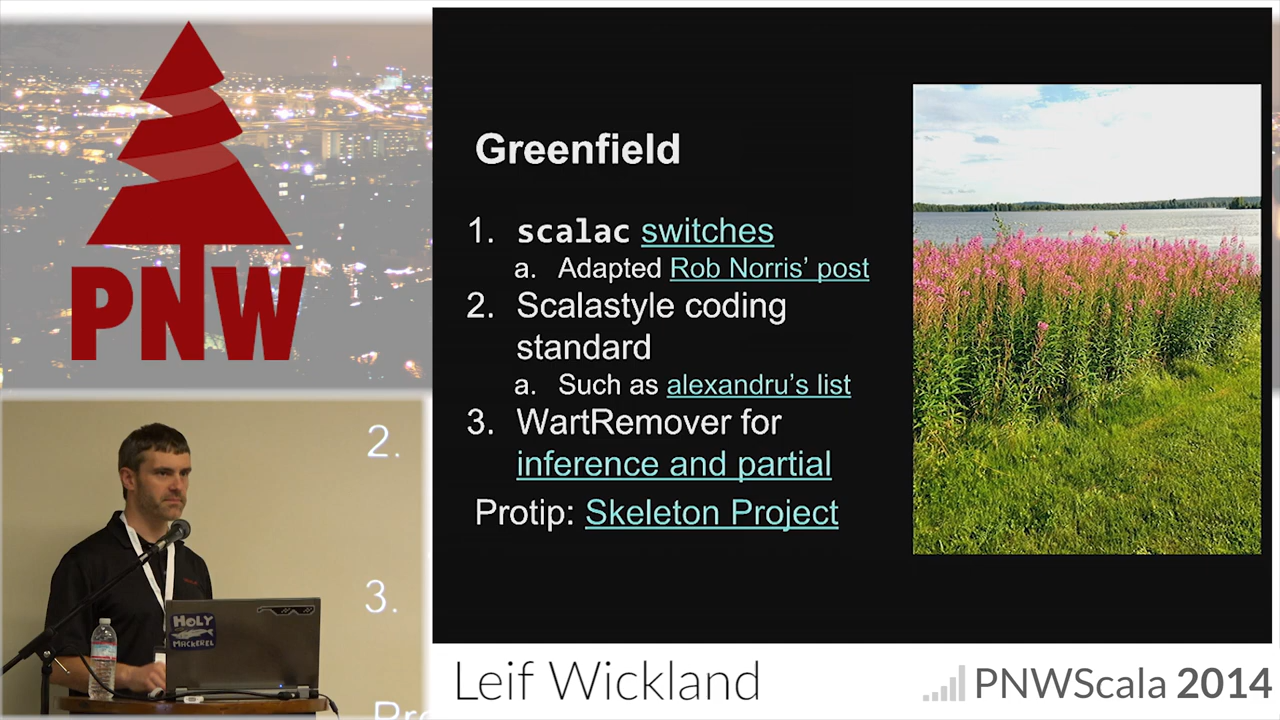 PNW
Greenfield
1. scalac switches
a. Adapted Rob Norris’ post
2. Scalastyle coding
standard
a. Such as alexandru’s list
3. WartRemover for
inference and partial
Protip: Skeleton Project
2.
3.
Pro
HOLY
MACKEREL
Leif Wickland
PNWScala 2014